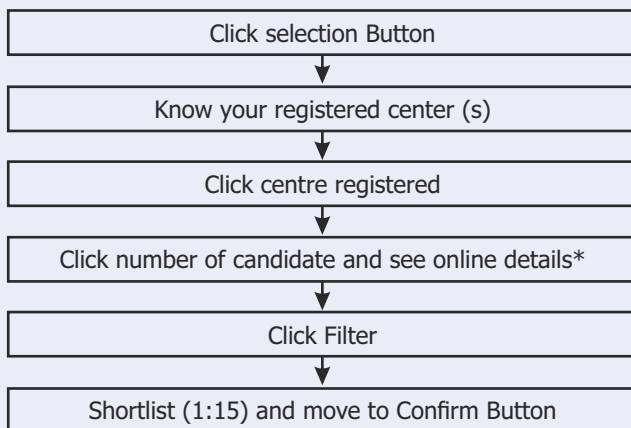 Click selection Button
Know your registered center (s)
Click centre registered
Click number of candidate and see online details*
Click Filter
Shortlist (1:15) and move to Confirm Button